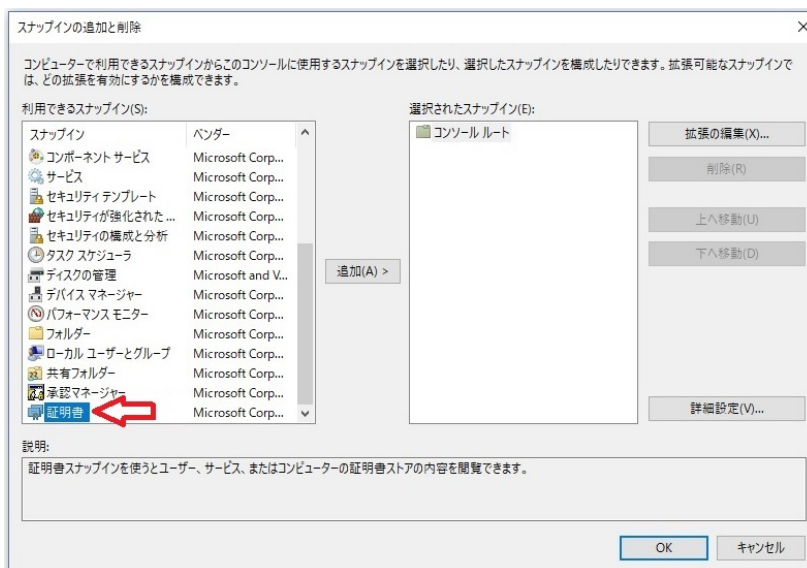 スナップインの追加と削除
コンピューターで利用できるスナップインからこのコンソールに使用するスナップインを選択したり、選択したスナップインを構成したりできます。拡張可能なスナップインで
は、どの拡張を有効にするかを構成できます。
利用できるスナップイン(S):
選択されたスナップイン(E):
スナップイン ベンダー
コンポーネント サービス Microsoft Corp...
サービス Microsoft Corp...
セキュリティ テンプレート Microsoft Corp...
セキュリティが強化された ... Microsoft Corp...
セキュリティの構成と分析 Microsoft Corp...
タスク スケジューラ Microsoft Corp...
ディスクの管理 Microsoft and V...
デバイス マネージャー Microsoft Corp...
パフォーマンス モニター Microsoft Corp...
フォルダー Microsoft Corp...
ローカル ユーザーとグループ Microsoft Corp...
共有フォルダー Microsoft Corp...
承認マネージャー Microsoft Corp...
証明書 Microsoft Corp...
追加(A) >
コンソール ルート
拡張の編集(X)...
削除(R)
上へ移動(U)
下へ移動(D)
詳細設定(V)...
説明:
証明書スナップインを使うとユーザー、サービス、またはコンピューターの証明書ストアの内容を閲覧できます。
OK
キャンセル